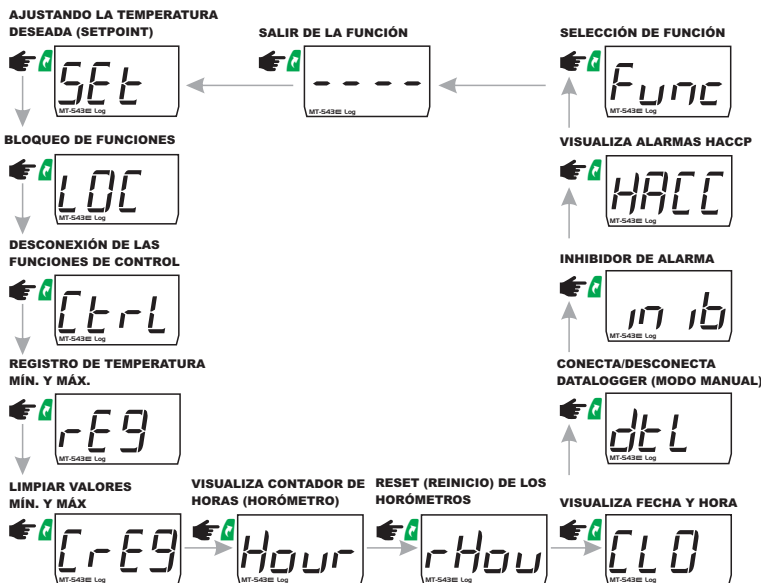 AJUSTANDO LA TEMPERATURA
DESEADA (SETPOINT)
SEt
MT-543E Log
SALIR DE LA FUNCIÓN
- - - -
MT-543E Log
SELECCIÓN DE FUNCIÓN
Func
MT-543E Log
BLOQUEO DE FUNCIONES
LOC
MT-543E Log
VISUALIZA ALARMAS HACCP
HACC
MT-543E Log
DESCONEXIÓN DE LAS
FUNCIONES DE CONTROL
CtrL
MT-543E Log
INHIBIDOR DE ALARMA
inib
MT-543E Log
REGISTRO DE TEMPERATURA
MÍN. Y MÁX.
rEg
MT-543E Log
CONECTA/DESCONECTA
DATALOGGER (MODO MANUAL)
dtL
MT-543E Log
LIMPIAR VALORES
MÍN. Y MÁX
CrEg
MT-543E Log
VISUALIZA CONTADOR DE
HORAS (HORÓMETRO)
Hour
MT-543E Log
RESET (REINICIO) DE LOS
HORÓMETROS
rHou
MT-543E Log
VISUALIZA FECHA Y HORA
CLO
MT-543E Log